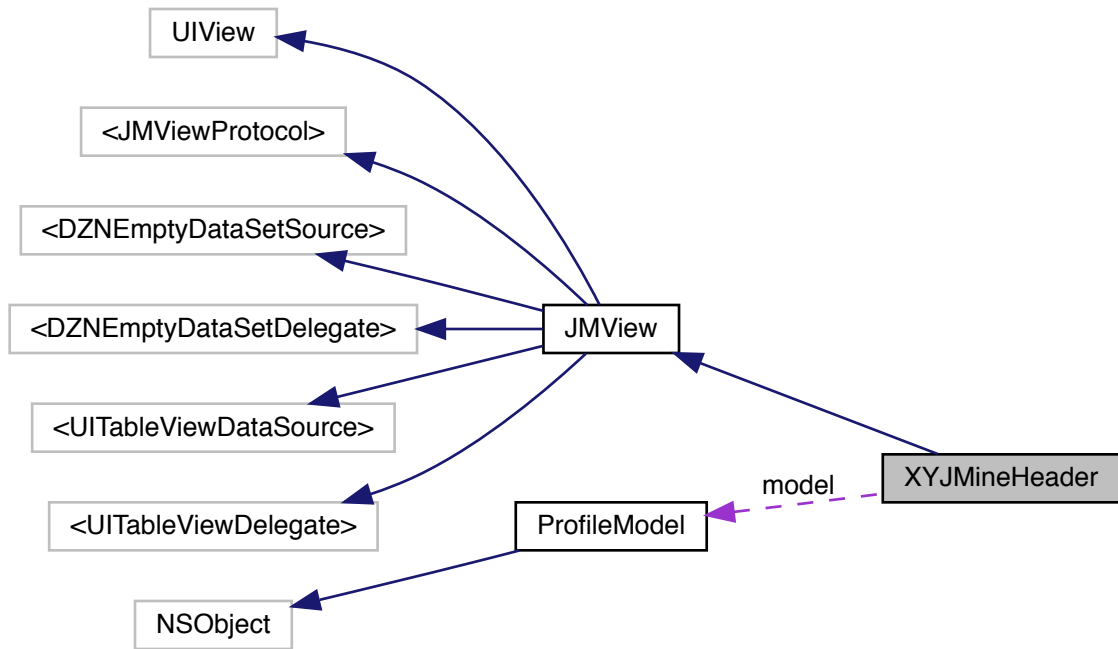 UIView
<JMViewProtocol>
<DZNEmptyDataSetSource>
<DZNEmptyDataSetDelegate>
JMView
<UITableViewDataSource>
XYJMineHeader
model
<UITableViewDelegate>
ProfileModel
NSObject